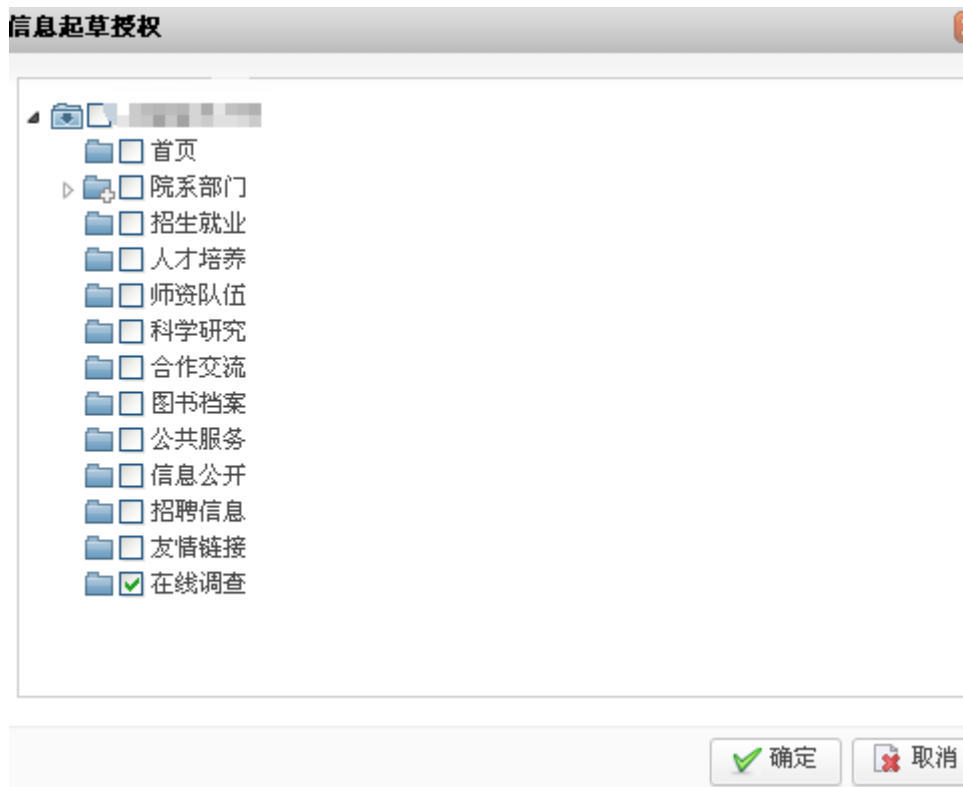 信息起草授权
首页
院系部门
招生就业
人才培养
师资队伍
科学研究
合作交流
图书档案
公共服务
信息公开
招聘信息
友情链接
在线调查
确定 取消